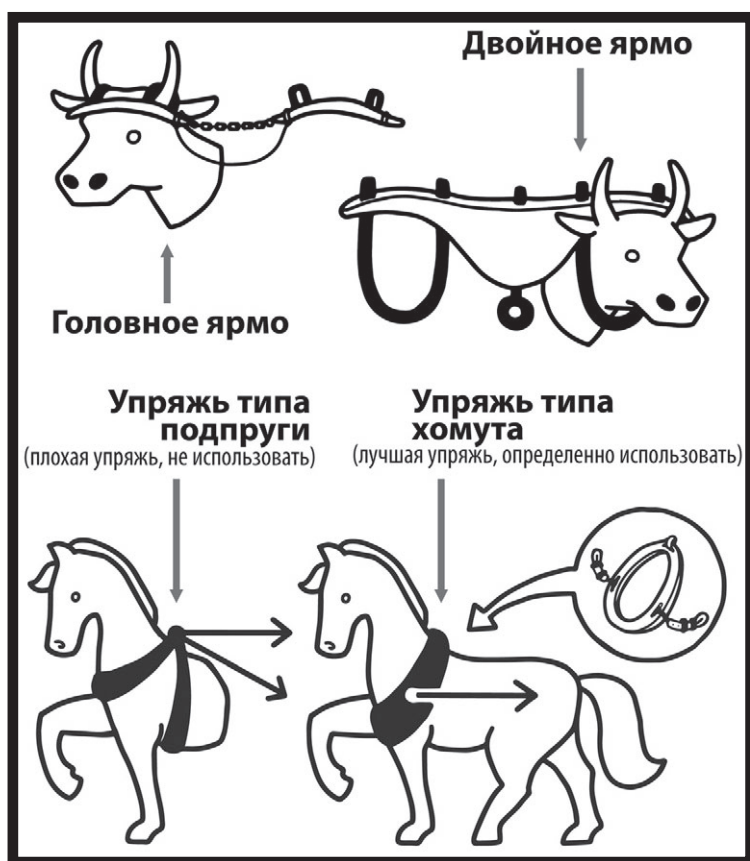 Двойное ярмо
Головное ярмо
Упряжь типа
подпруги
(плохая упряжь, не использовать)
Упряжь типа
хомута
(лучшая упряжь, определенно использовать)